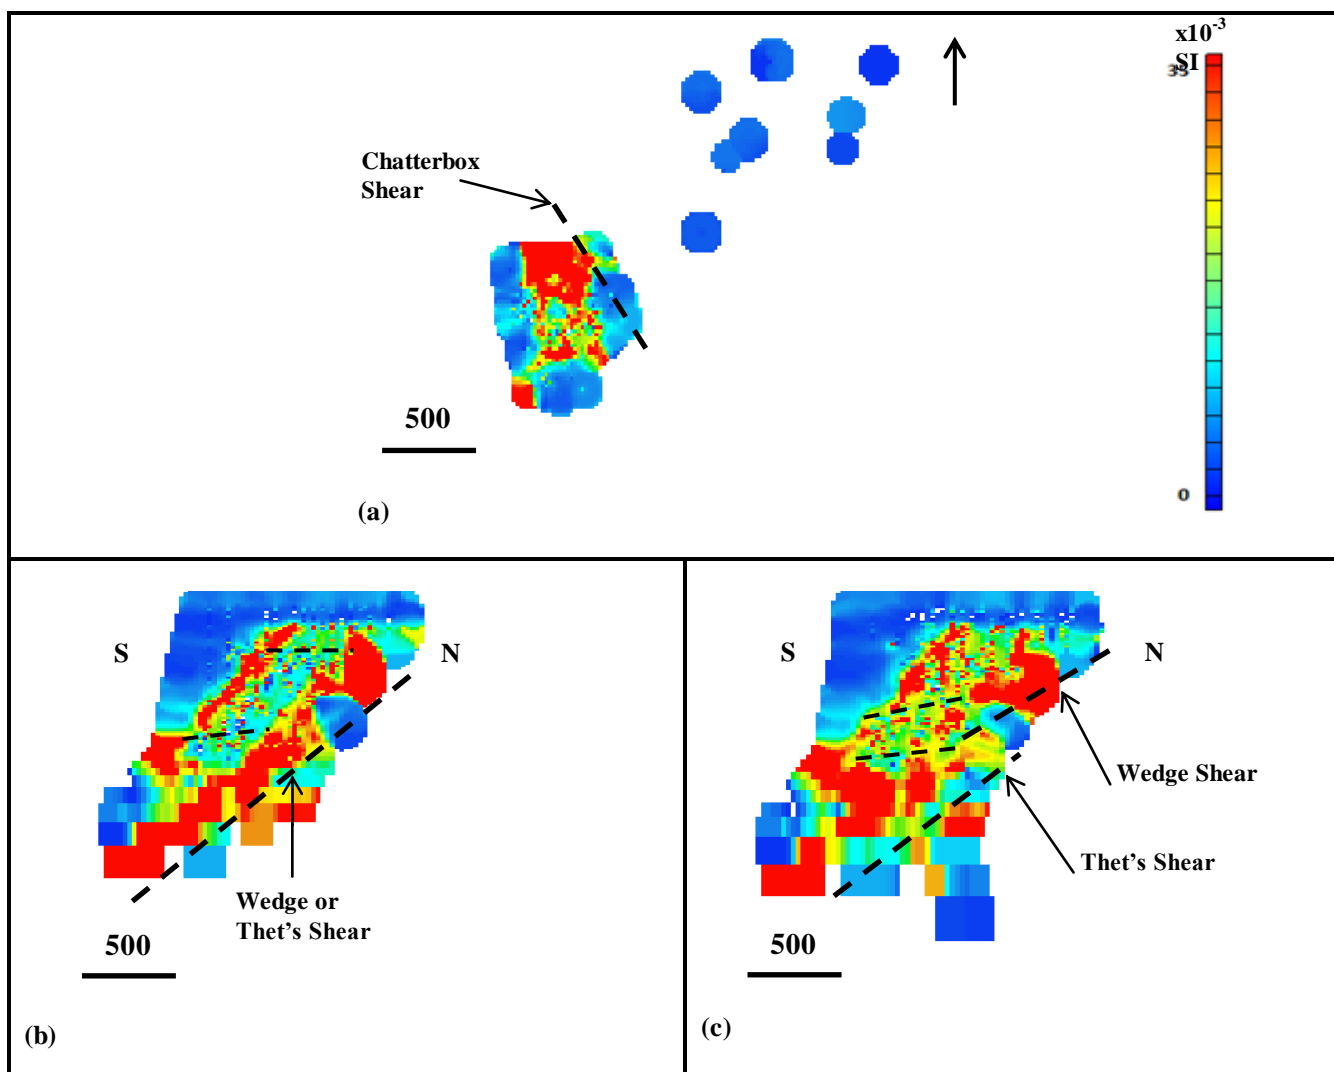 x10-3
SI
35
Chatterbox
Shear
500
0
(a)
S
N
Wedge or
Thet's Shear
500
(b)
S
N
Wedge Shear
Thet's Shear
500
(c)